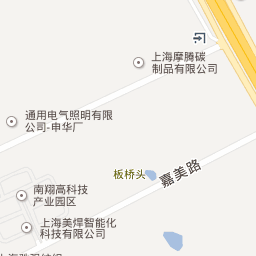 上海摩腾碳
制品有限公司
通用电气照明有限
公司-申华厂
板桥头
嘉美路
南翔高科技
产业园区
上海美焊智能化
科技有限公司